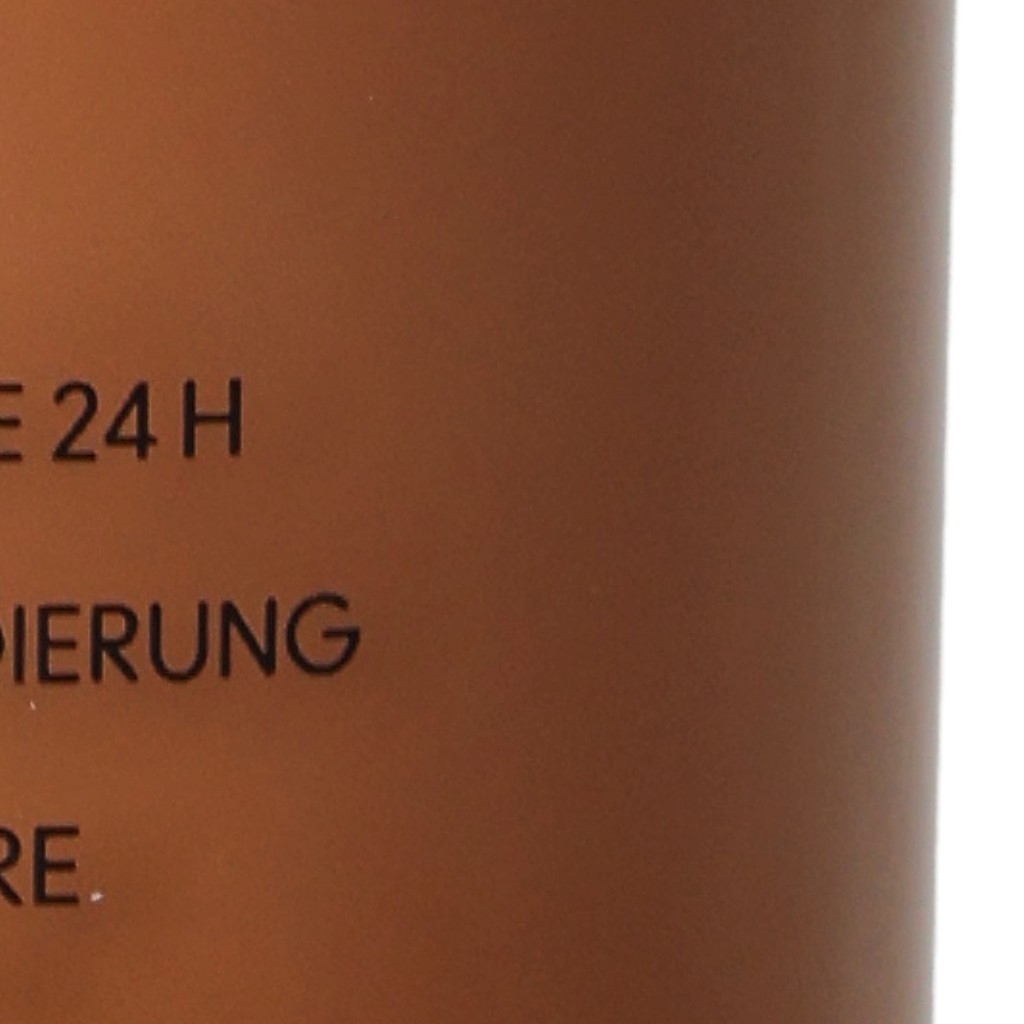 E 24 H
DIERUNG
RE